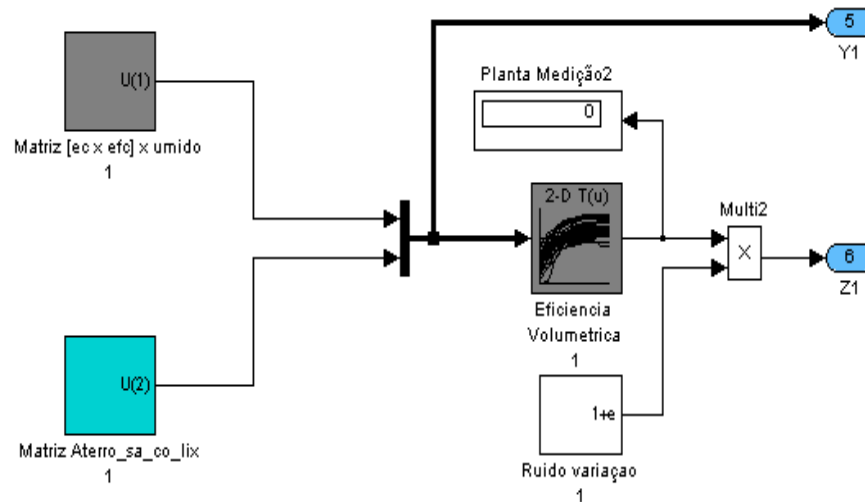 5
Y1
U(1)
Matriz [ec x efc] x umido
1
Planta Medição2
0
2-D T(u)
Eficiencia
Volumetrica
1
Multi2
X
6
Z1
U(2)
Matriz Aterro_sa_co_lix
1
1+e
Ruido variaçao
1